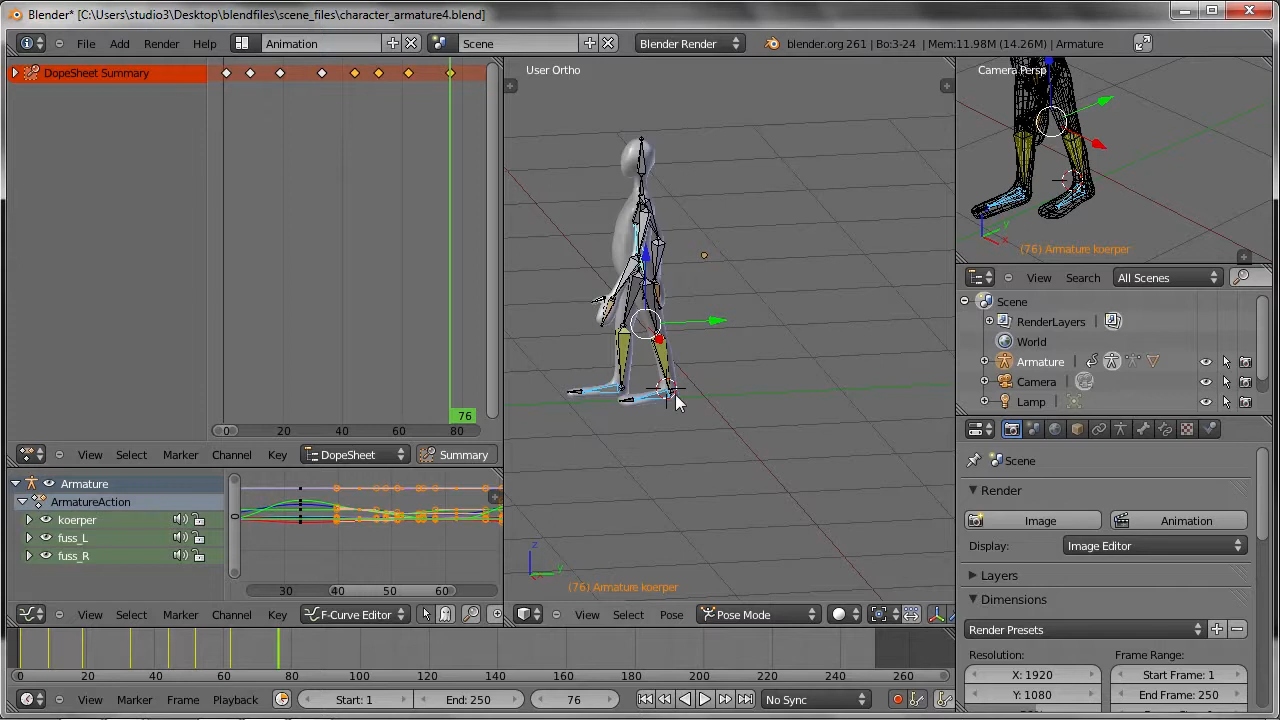 Blender* [C:\Users\studio3\Desktop\blendfiles\scene_files\character_armature4.blend]
File Add Render Help Animation Scene Blender Render blender.org 261 | Bo:3-24 | Mem:11.98M (14.26M) | Armature
DopeSheet Summary
76
0 20 40 60 80
View Select Marker Channel Key DopeSheet Summary
Armature
ArmatureAction
koerper
fuss_L
fuss_R
30 40 50 60
View Select Marker Channel Key F-Curve Editor
User Ortho
z
y
(76) Armature koerper
View Select Pose Pose Mode
Camera Persp
y
x
(76) Armature koerper
View Search All Scenes
Scene
RenderLayers
World
Armature
Camera
Lamp
Scene
Render
Image Animation
Display: Image Editor
Layers
Dimensions
Render Presets
Resolution: Frame Range:
X: 1920 Start Frame: 1
Y: 1080 End Frame: 250
0 20 40 60 80 100 120 140 160 180 200 220 240 260
View Marker Frame Playback Start: 1 End: 250 76 No Sync